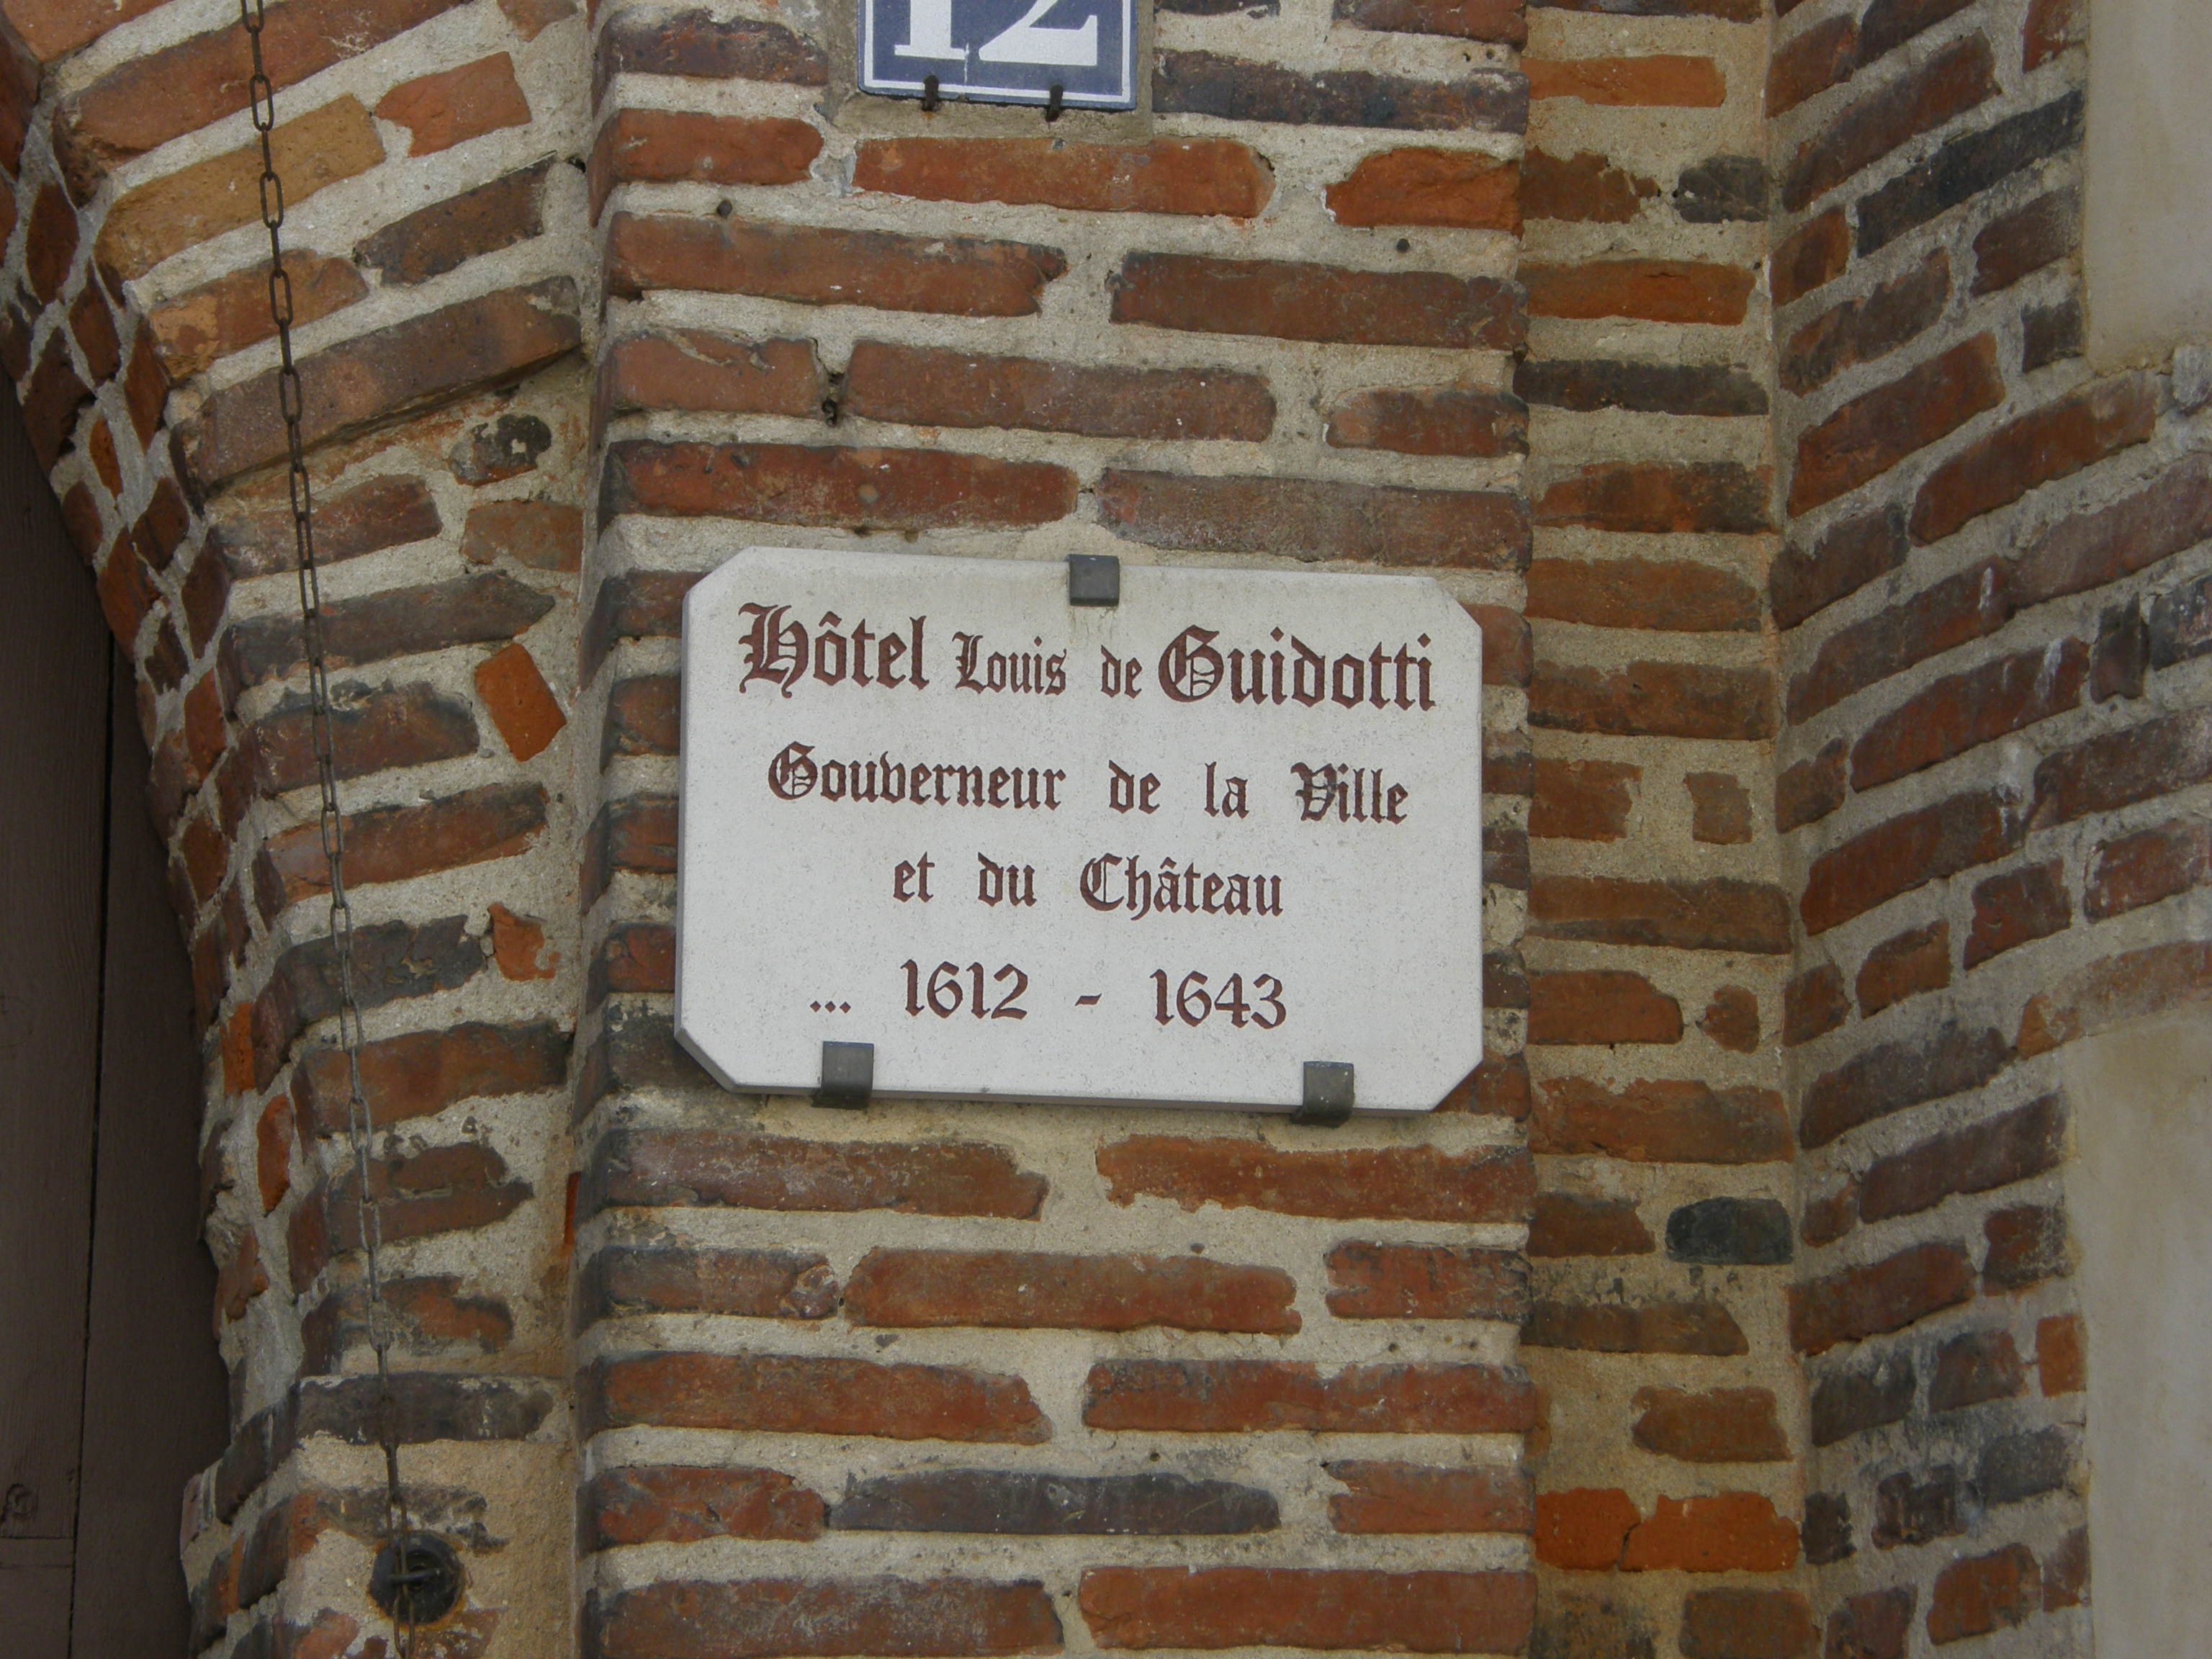 12
Hôtel Louis de Guidotti
Gouverneur de la Ville
et du Château
... 1612 - 1643